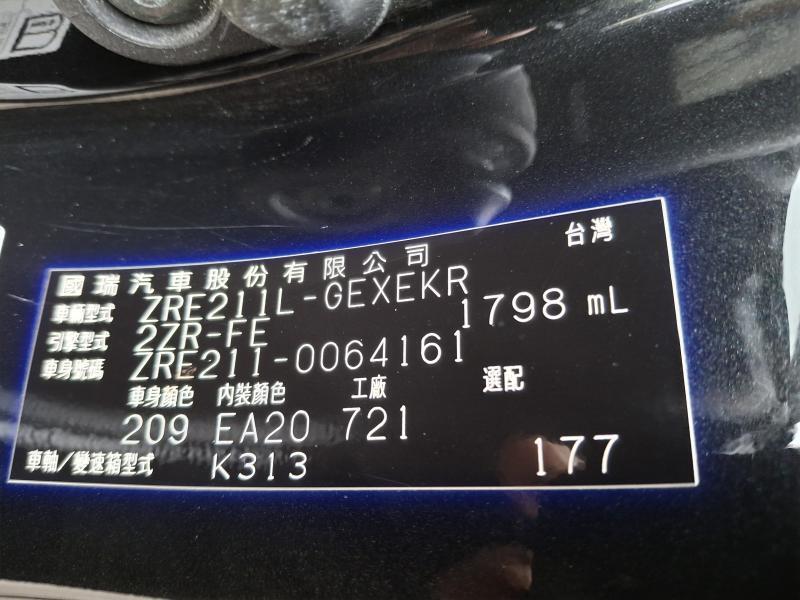 國瑞汽車股份有限公司 台灣
車輛型式 ZRE211L-GEXEKR
引擎型式 2ZR-FE 1798 mL
車身號碼 ZRE211-0064161
車身顏色 內裝顏色 工廠 選配
209 EA20 721
車軸/變速箱型式 K313 177